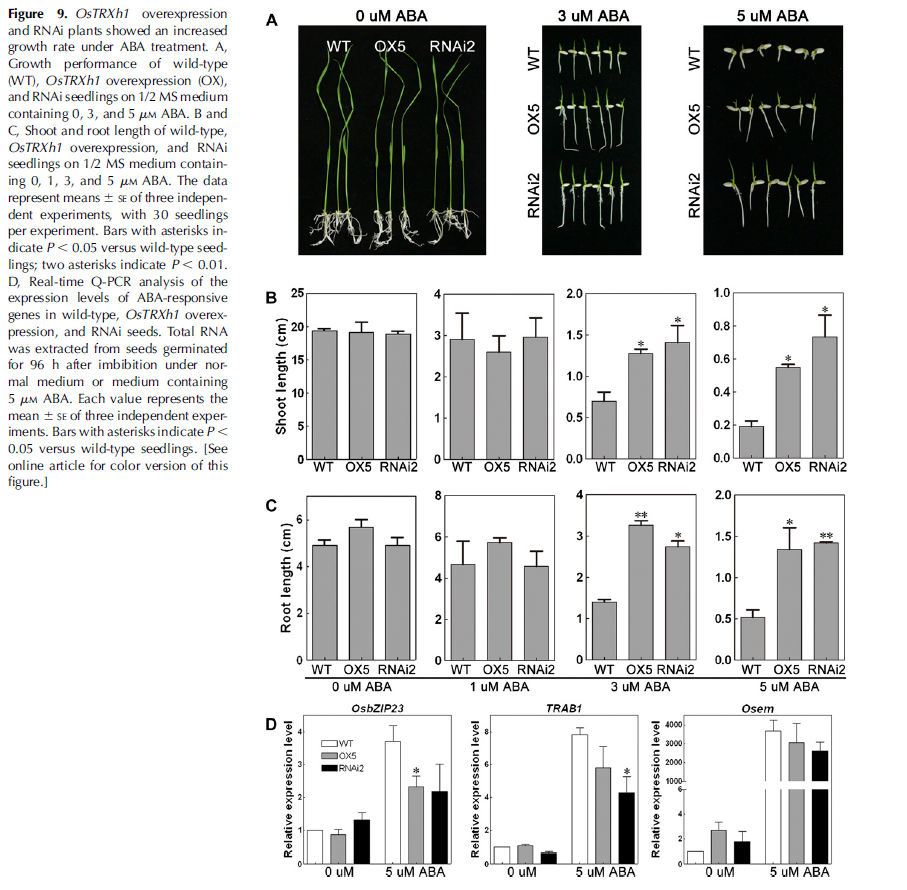 Figure 9. OsTRXh1 overexpression
and RNAi plants showed an increased
growth rate under ABA treatment. A,
Growth performance of wild-type
(WT), OsTRXh1 overexpression (OX),
and RNAi seedlings on 1/2 MS medium
containing 0, 3, and 5 μM ABA. B and
C, Shoot and root length of wild-type,
OsTRXh1 overexpression, and RNAi
seedlings on 1/2 MS medium contain-
ing 0, 1, 3, and 5 μM ABA. The data
represent means ± SE of three indepen-
dent experiments, with 30 seedlings
per experiment. Bars with asterisks in-
dicate P < 0.05 versus wild-type seed-
lings; two asterisks indicate P < 0.01.
D, Real-time Q-PCR analysis of the
expression levels of ABA-responsive
genes in wild-type, OsTRXh1 overex-
pression, and RNAi seeds. Total RNA
was extracted from seeds germinated
for 96 h after imbibition under nor-
mal medium or medium containing
5 μM ABA. Each value represents the
mean ± SE of three independent exper-
iments. Bars with asterisks indicate P <
0.05 versus wild-type seedlings. [See
online article for color version of this
figure.]
A
0 uM ABA
3 uM ABA
5 uM ABA
WT OX5 RNAi2
WT
OX5
RNAi2
WT
OX5
RNAi2
B
Shoot length (cm)
25
20
15
10
5
0
WT OX5 RNAi2
4
3
2
1
0
WT OX5 RNAi2
2.0
1.5
1.0
0.5
0.0
* *
WT OX5 RNAi2
0.8
0.6
0.4
0.2
0.0
* *
WT OX5 RNAi2
C
Root length (cm)
6
4
2
0
WT OX5 RNAi2
0 uM ABA
8
6
4
2
0
WT OX5 RNAi2
1 uM ABA
4
3
2
1
0
** *
WT OX5 RNAi2
3 uM ABA
2.0
1.5
1.0
0.5
0.0
* **
WT OX5 RNAi2
5 uM ABA
D
OsbZIP23
Relative expression level
4
3
2
1
0
WT
OX5
RNAi2
*
0 uM 5 uM ABA
TRAB1
Relative expression level
8
6
4
2
0
*
0 uM 5 uM ABA
Osem
Relative expression level
4000
3000
2000
1000
6
4
2
0
0 uM 5 uM ABA